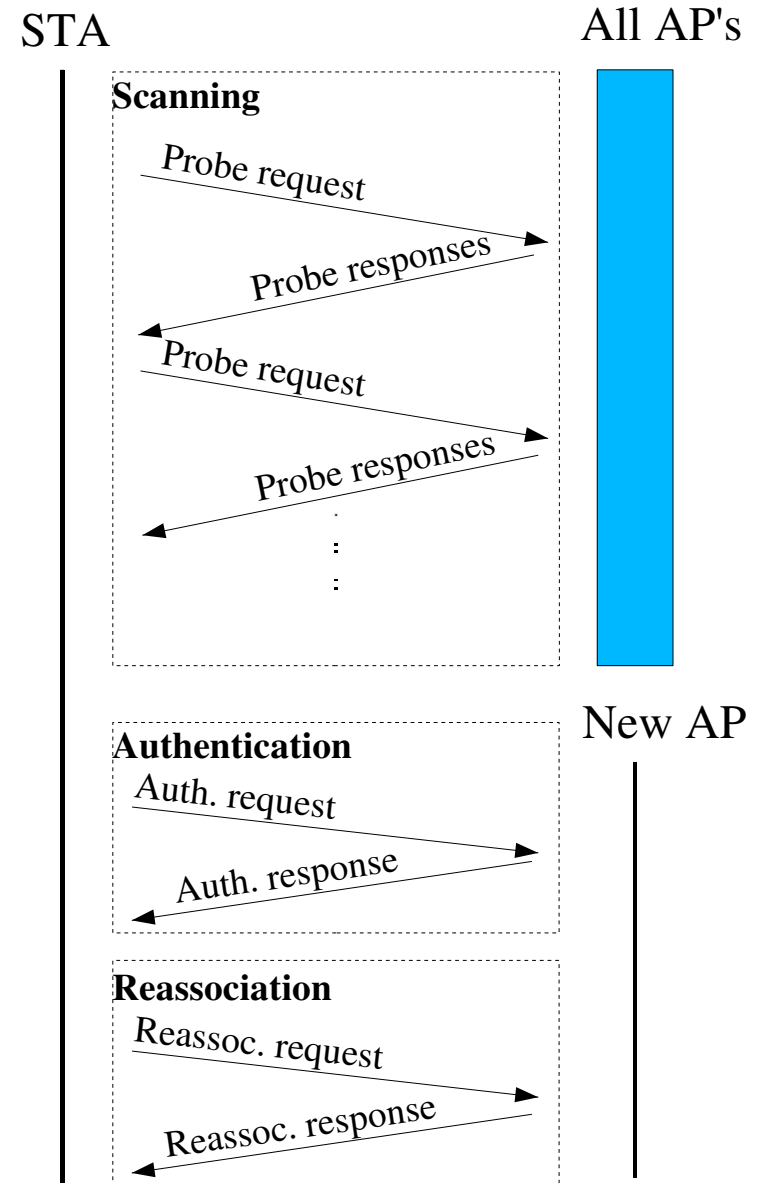 STA
All AP's
Scanning
Probe request
Probe responses
Probe request
Probe responses
New AP
Authentication
Auth. request
Auth. response
Reassociation
Reassoc. request
Reassoc. response